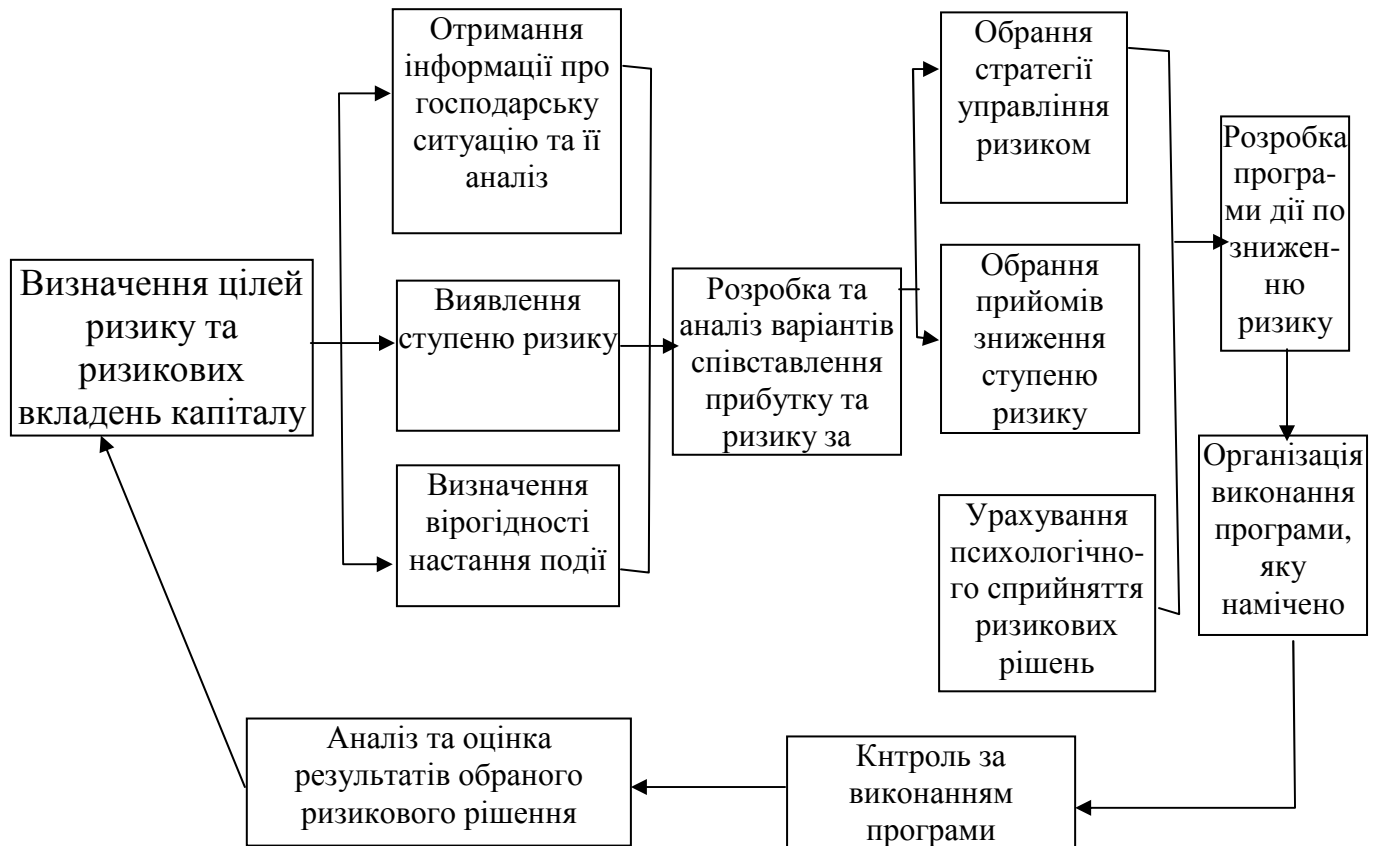 Визначення цілей
ризику та
ризикових
вкладень капіталу
Отримання
інформації про
господарську
ситуацію та її
аналіз
Виявлення
ступеню ризику
Визначення
вірогідності
настання події
Розробка та
аналіз варіантів
співставлення
прибутку та
ризику за
Обрання
стратегії
управління
ризиком
Обрання
прийомів
зниження
ступеню
ризику
Урахування
психологічно-
го сприйняття
ризикових
рішень
Розробка
програ-
ми дії по
знижен-
ню
ризику
Організація
виконання
програми,
яку
намічено
Кнтроль за
виконанням
програми
Аналіз та оцінка
результатів обраного
ризикового рішення